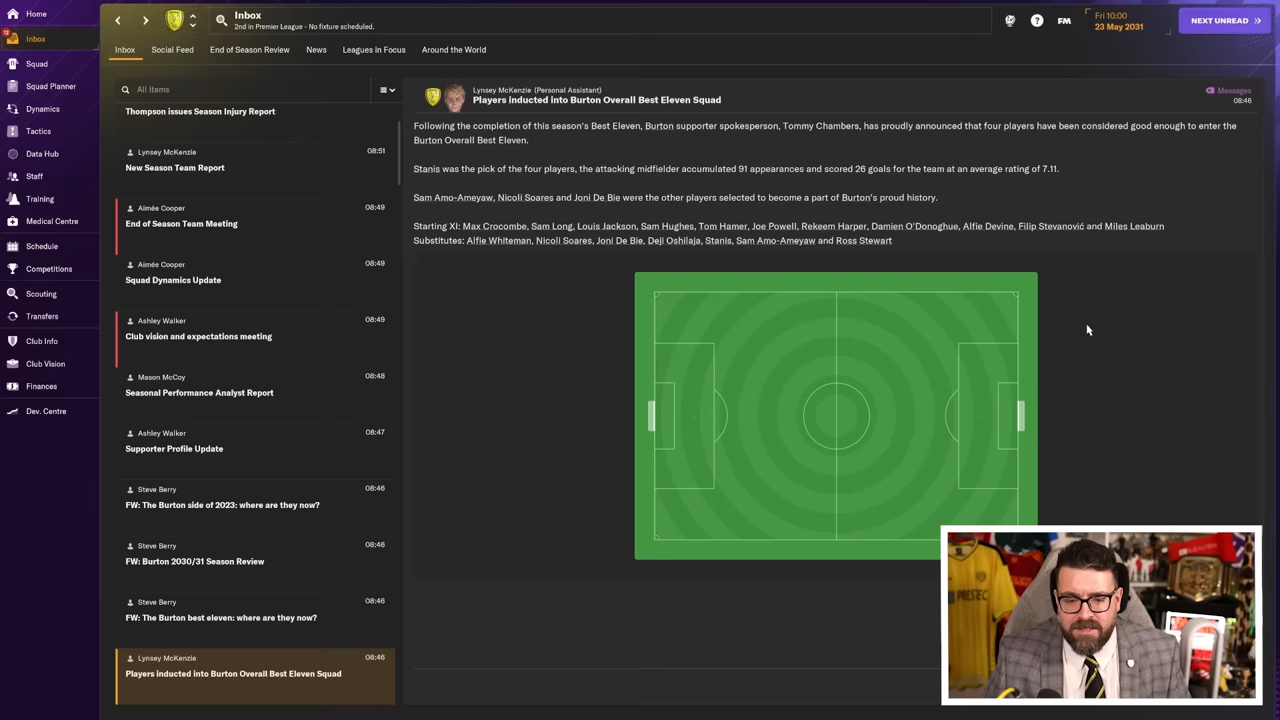 Home
Inbox
2nd in Premier League - No fixture scheduled.
FM
Fri 10:00
23 May 2031
NEXT UNREAD
12
Inbox
Squad
Squad Planner
Dynamics
Tactics
Data Hub
Staff
Training
Medical Centre
Schedule
Competitions
Scouting
Transfers
Club Info
Club Vision
Finances
Dev. Centre
Inbox
Social Feed
End of Season Review
News
Leagues in Focus
Around the World
All Items
Thompson issues Season Injury Report
Lynsey McKenzie 08:51
New Season Team Report
Aimée Cooper 08:49
End of Season Team Meeting
Aimée Cooper 08:49
Squad Dynamics Update
Ashley Walker 08:49
Club vision and expectations meeting
Mason McCoy 08:48
Seasonal Performance Analyst Report
Ashley Walker 08:47
Supporter Profile Update
Steve Berry 08:46
FW: The Burton side of 2023: where are they now?
Steve Berry 08:46
FW: Burton 2030/31 Season Review
Steve Berry 08:46
FW: The Burton best eleven: where are they now?
Lynsey McKenzie 08:46
Players inducted into Burton Overall Best Eleven Squad
Lynsey McKenzie (Personal Assistant)
Players inducted into Burton Overall Best Eleven Squad
Messages
08:46
Following the completion of this season's Best Eleven, Burton supporter spokesperson, Tommy Chambers, has proudly announced that four players have been considered good enough to enter the
Burton Overall Best Eleven.
Stanis was the pick of the four players, the attacking midfielder accumulated 91 appearances and scored 26 goals for the team at an average rating of 7.11.
Sam Amo-Ameyaw, Nicoli Soares and Joni De Bie were the other players selected to become a part of Burton's proud history.
Starting XI: Max Crocombe, Sam Long, Louis Jackson, Sam Hughes, Tom Hamer, Joe Powell, Rekeem Harper, Damien O'Donoghue, Alfie Devine, Filip Stevanović and Miles Leaburn
Substitutes: Alfie Whiteman, Nicoli Soares, Joni De Bie, Deji Oshilaja, Stanis, Sam Amo-Ameyaw and Ross Stewart